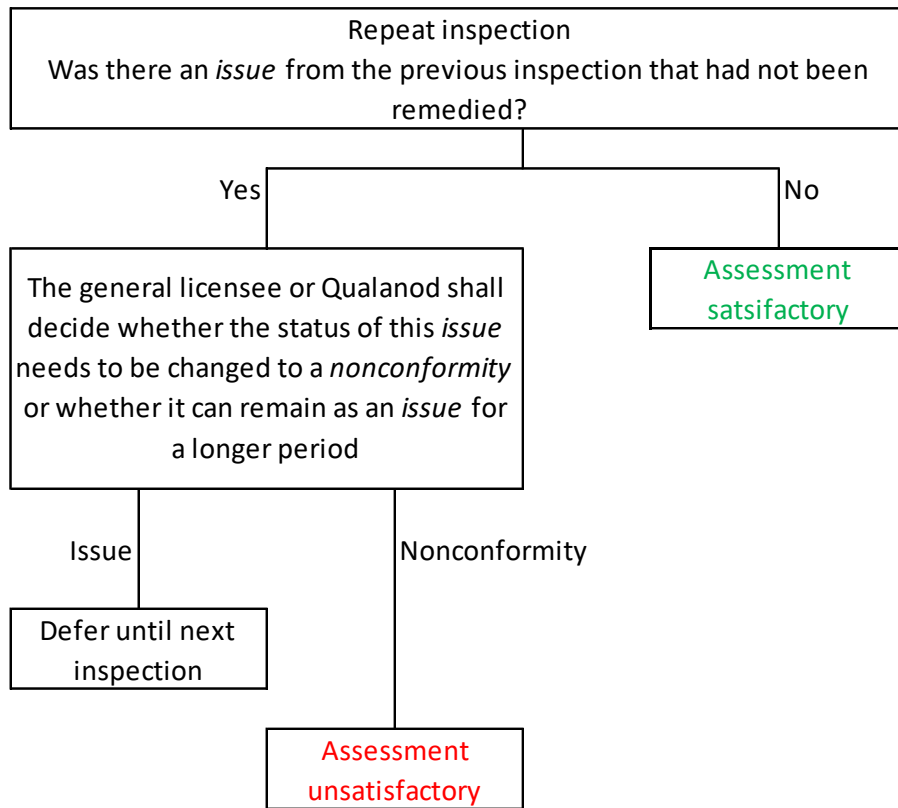 Repeat inspection
Was there an issue from the previous inspection that had not been
remedied?
Yes
No
The general licensee or Qualanod shall
decide whether the status of this issue
needs to be changed to a nonconformity
or whether it can remain as an issue for
a longer period
Assessment
satsifactory
Issue
Nonconformity
Defer until next
inspection
Assessment
unsatisfactory